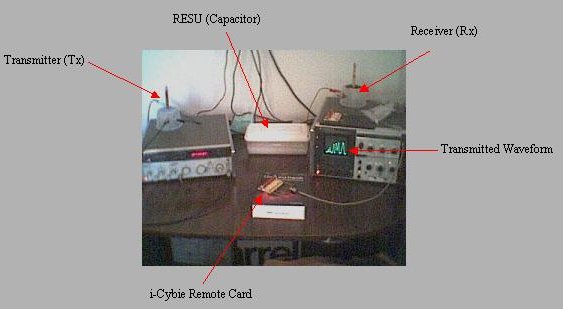 RESU (Capacitor)
Receiver (Rx)
Transmitter (Tx)
Transmitted Waveform
i-Cybie Remote Card